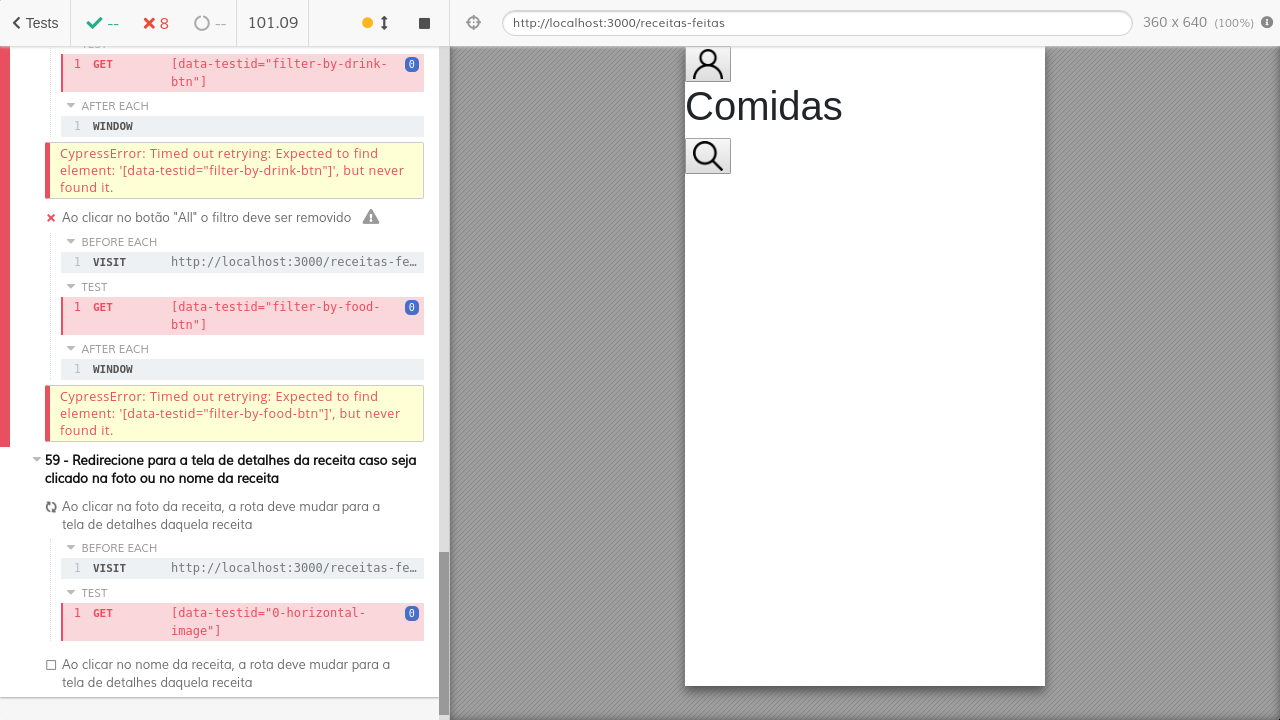 Tests
--
8
--
101.09
http://localhost:3000/receitas-feitas
360 x 640 (100%)
TEST
1 GET [data-testid="filter-by-drink-
btn"]
0
AFTER EACH
1 WINDOW
CypressError: Timed out retrying: Expected to find
element: '[data-testid="filter-by-drink-btn"]', but never
found it.
Ao clicar no botão "All" o filtro deve ser removido
BEFORE EACH
1 VISIT http://localhost:3000/receitas-fe…
TEST
1 GET [data-testid="filter-by-food-
btn"]
0
AFTER EACH
1 WINDOW
CypressError: Timed out retrying: Expected to find
element: '[data-testid="filter-by-food-btn"]', but never
found it.
59 - Redirecione para a tela de detalhes da receita caso seja
clicado na foto ou no nome da receita
Ao clicar na foto da receita, a rota deve mudar para a
tela de detalhes daquela receita
BEFORE EACH
1 VISIT http://localhost:3000/receitas-fe…
TEST
1 GET [data-testid="0-horizontal-
image"]
0
Ao clicar no nome da receita, a rota deve mudar para a
tela de detalhes daquela receita
Comidas